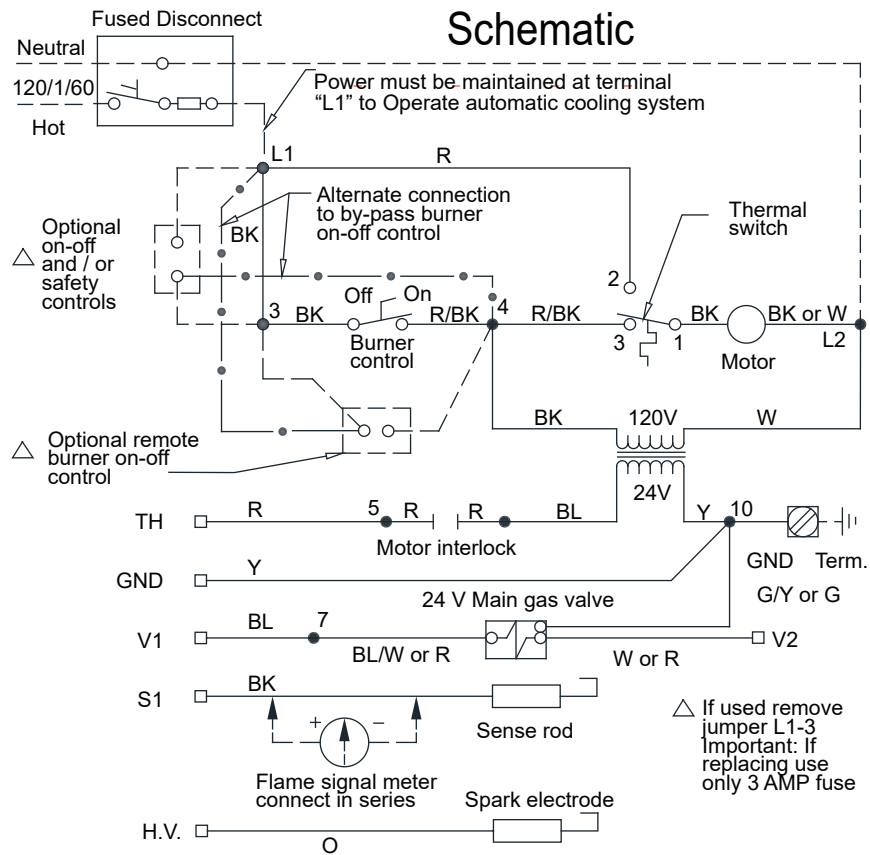 Schematic
Fused Disconnect
Neutral
120/1/60
Hot
Power must be maintained at terminal
“L1” to Operate automatic cooling system
L1
R
Alternate connection
to by-pass burner
on-off control
BK
Thermal
switch
Optional
on-off
and / or
safety
controls
2
3
BK
Off
On
R/BK
4
R/BK
3
1
BK
BK or W
L2
Burner
control
Motor
BK
120V
W
Optional remote
burner on-off
control
24V
TH
R
5
R
R
BL
Y
10
Motor interlock
GND
Term.
GND
Y
G/Y or G
24 V Main gas valve
V1
BL
7
BL/W or R
W or R
V2
S1
BK
Sense rod
+
−
Flame signal meter
connect in series
If used remove
jumper L1-3
Important: If
replacing use
only 3 AMP fuse
Spark electrode
H.V.
O